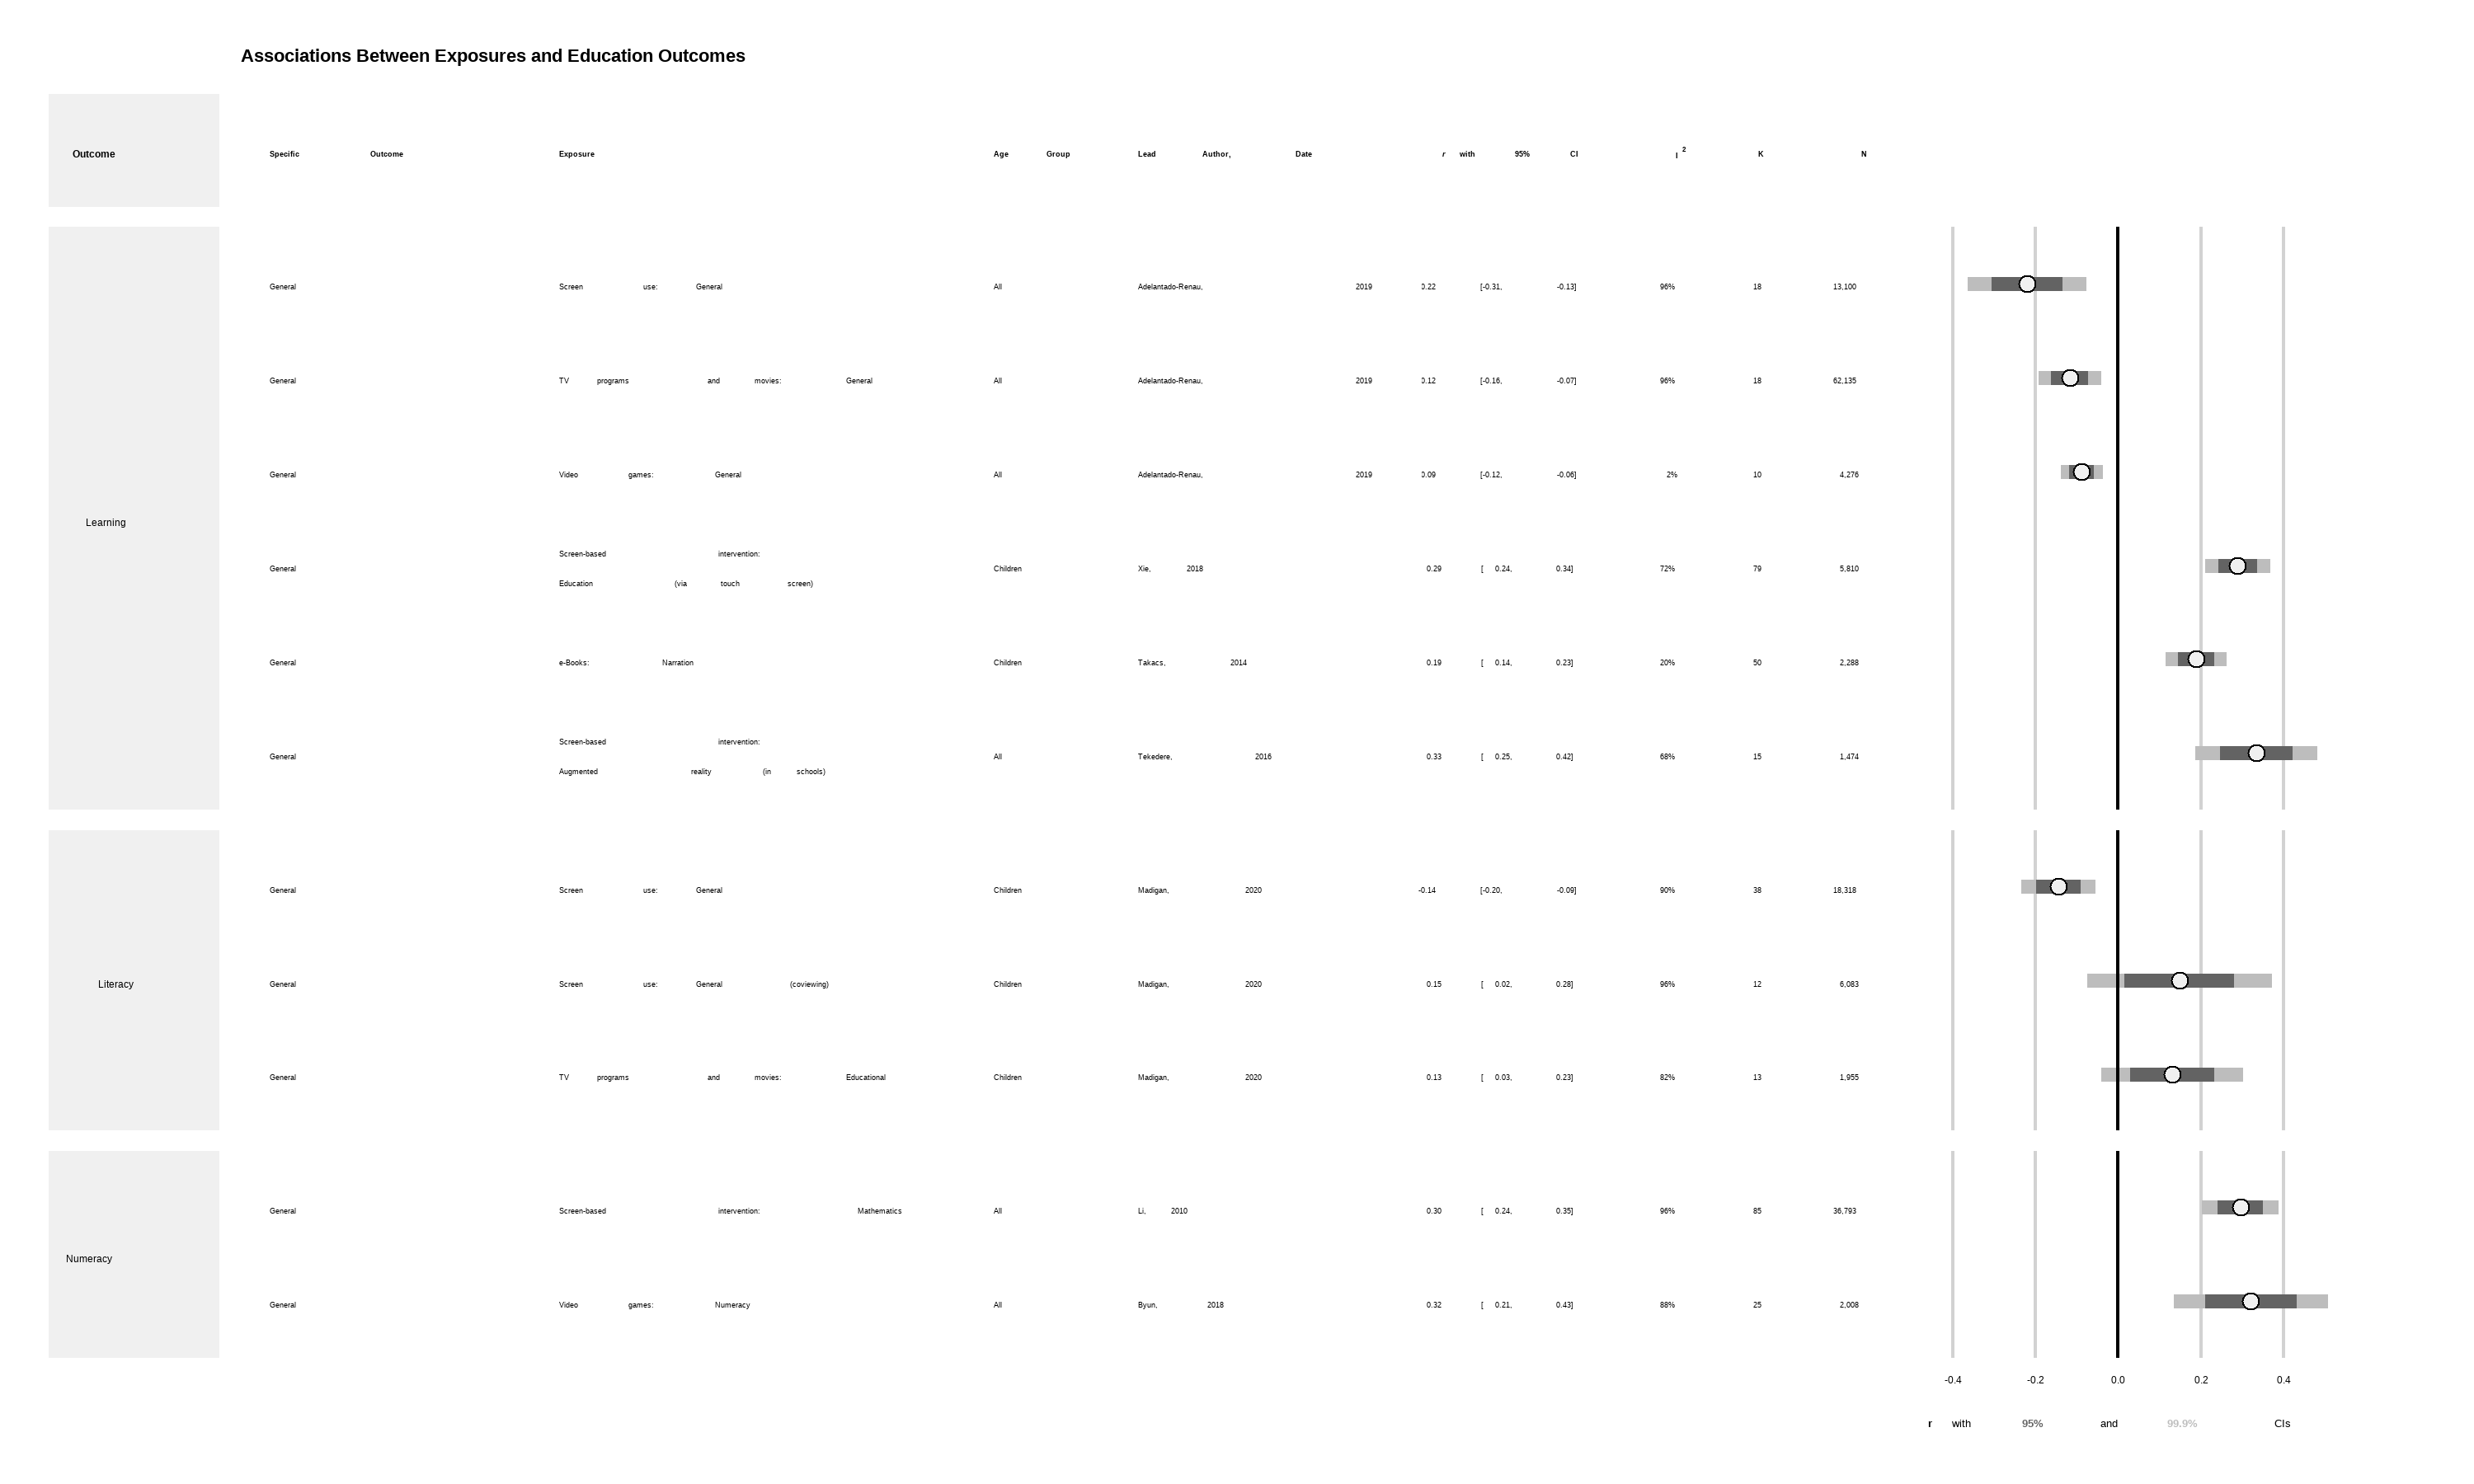 Associations Between Exposures and Education Outcomes
Outcome Specific Outcome Exposure Age Group Lead Author, Date r with 95% CI I 2 K N
General Screen use: General All Adelantado-Renau, 2019 0.22 [-0.31, -0.13] 96% 18 13,100
General TV programs and movies: General All Adelantado-Renau, 2019 0.12 [-0.16, -0.07] 96% 18 62,135
General Video games: General All Adelantado-Renau, 2019 0.09 [-0.12, -0.06] 2% 10 4,276
Learning
Screen-based intervention:
General Children Xie, 2018 0.29 [ 0.24, 0.34] 72% 79 5,810
Education (via touch screen)
General e-Books: Narration Children Takacs, 2014 0.19 [ 0.14, 0.23] 20% 50 2,288
Screen-based intervention:
General All Tekedere, 2016 0.33 [ 0.25, 0.42] 68% 15 1,474
Augmented reality (in schools)
General Screen use: General Children Madigan, 2020 -0.14 [-0.20, -0.09] 90% 38 18,318
Literacy General Screen use: General (coviewing) Children Madigan, 2020 0.15 [ 0.02, 0.28] 96% 12 6,083
General TV programs and movies: Educational Children Madigan, 2020 0.13 [ 0.03, 0.23] 82% 13 1,955
General Screen-based intervention: Mathematics All Li, 2010 0.30 [ 0.24, 0.35] 96% 85 36,793
Numeracy
General Video games: Numeracy All Byun, 2018 0.32 [ 0.21, 0.43] 88% 25 2,008
-0.4 -0.2 0.0 0.2 0.4
r with 95% and 99.9% CIs